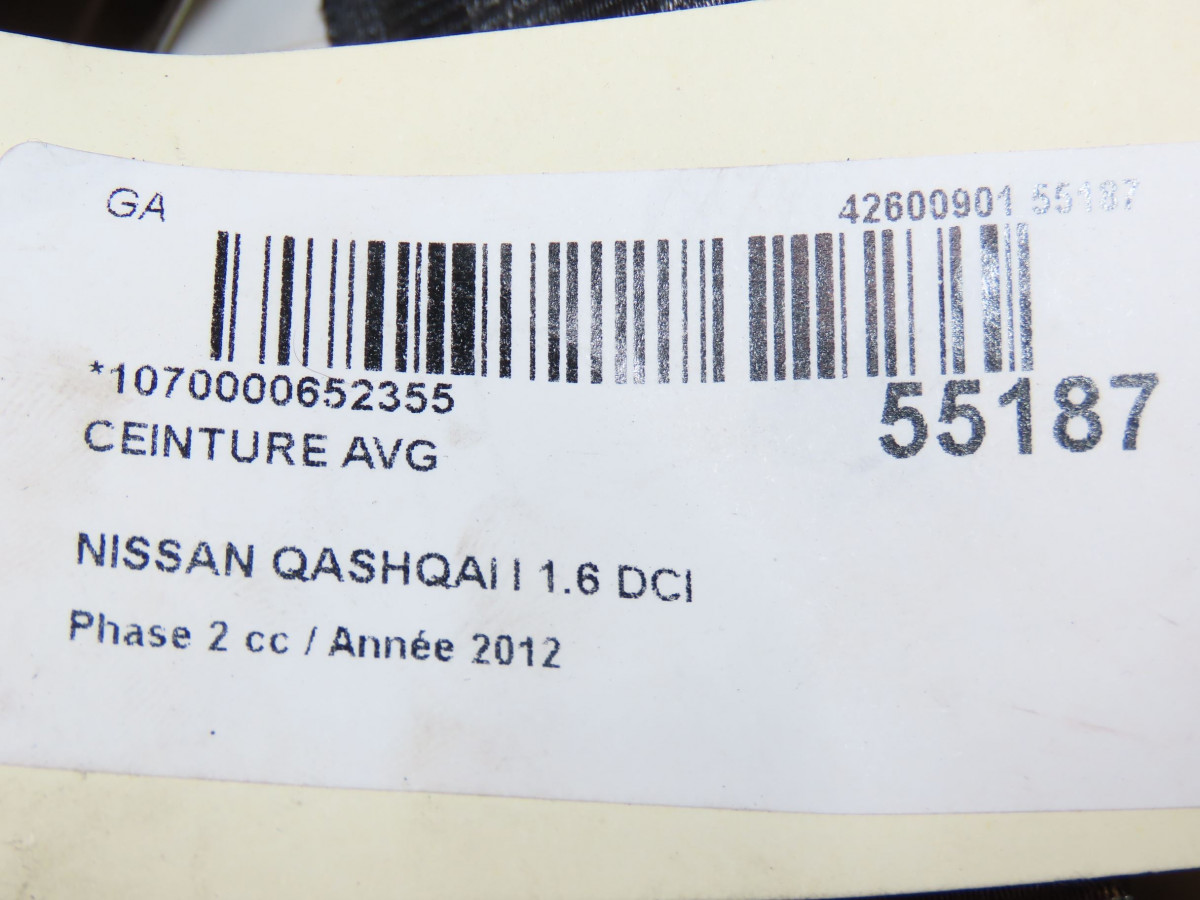 GA 42600901 55187
*1070000652355 55187
CEINTURE AVG
NISSAN QASHQAI I 1.6 DCI
Phase 2 cc / Année 2012